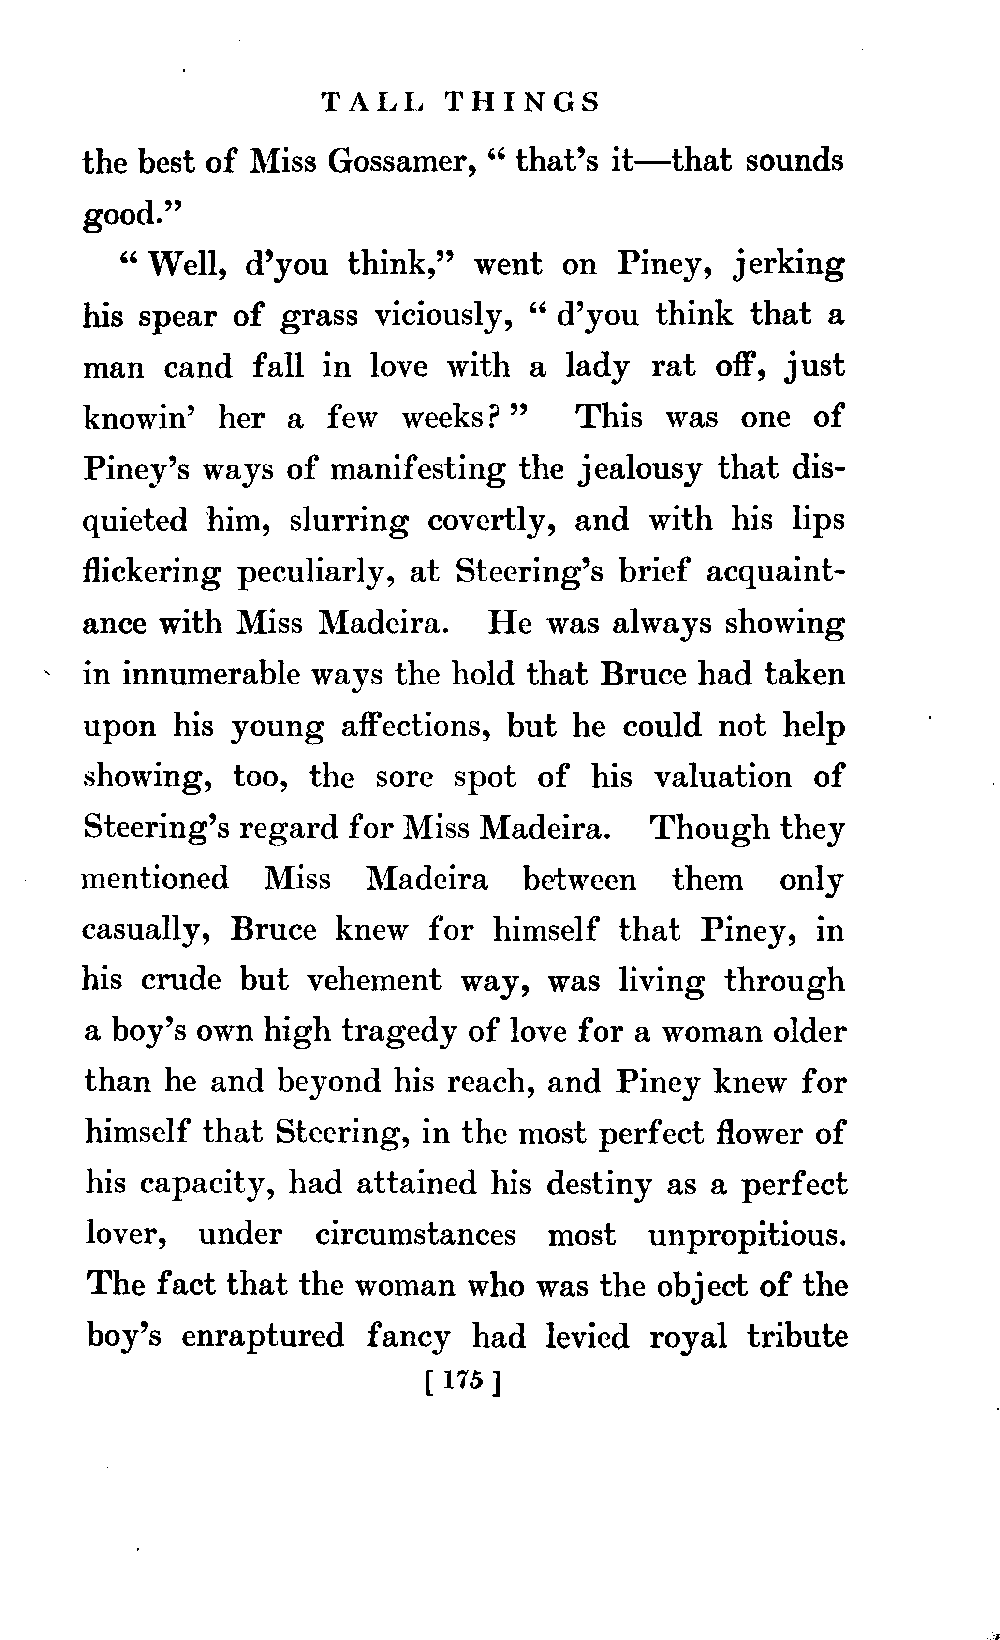 TALL THINGS
the best of Miss Gossamer, “ that’s it—that sounds
good.”
“ Well, d’you think,” went on Piney, jerking
his spear of grass viciously, “ d’you think that a
man cand fall in love with a lady rat off, just
knowin’ her a few weeks? ” This was one of
Piney’s ways of manifesting the jealousy that dis-
quieted him, slurring covertly, and with his lips
flickering peculiarly, at Steering’s brief acquaint-
ance with Miss Madeira. He was always showing
in innumerable ways the hold that Bruce had taken
upon his young affections, but he could not help
showing, too, the sore spot of his valuation of
Steering’s regard for Miss Madeira. Though they
mentioned Miss Madeira between them only
casually, Bruce knew for himself that Piney, in
his crude but vehement way, was living through
a boy’s own high tragedy of love for a woman older
than he and beyond his reach, and Piney knew for
himself that Steering, in the most perfect flower of
his capacity, had attained his destiny as a perfect
lover, under circumstances most unpropitious.
The fact that the woman who was the object of the
boy’s enraptured fancy had levied royal tribute
[ 175 ]